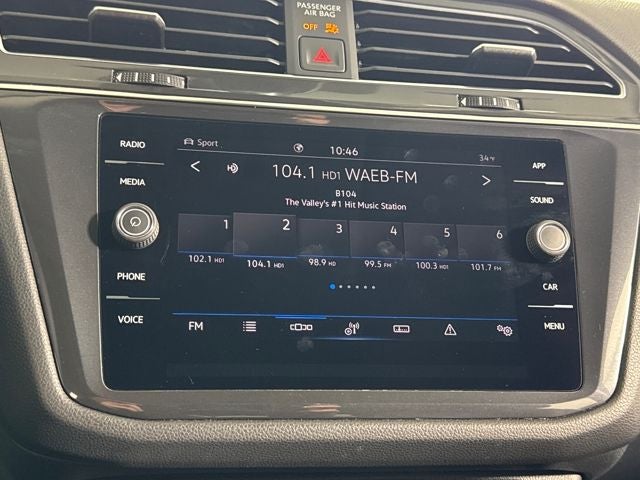 PASSENGER
AIR BAG
OFF
RADIO
MEDIA
PHONE
VOICE
Sport
10:46
34°F
104.1 HD1 WAEB-FM
B104
The Valley's #1 Hit Music Station
1 2 3 4 5 6
102.1 HD1 104.1 HD1 98.9 HD 99.5 FM 100.3 HD1 101.7 FM
FM
APP
SOUND
CAR
MENU